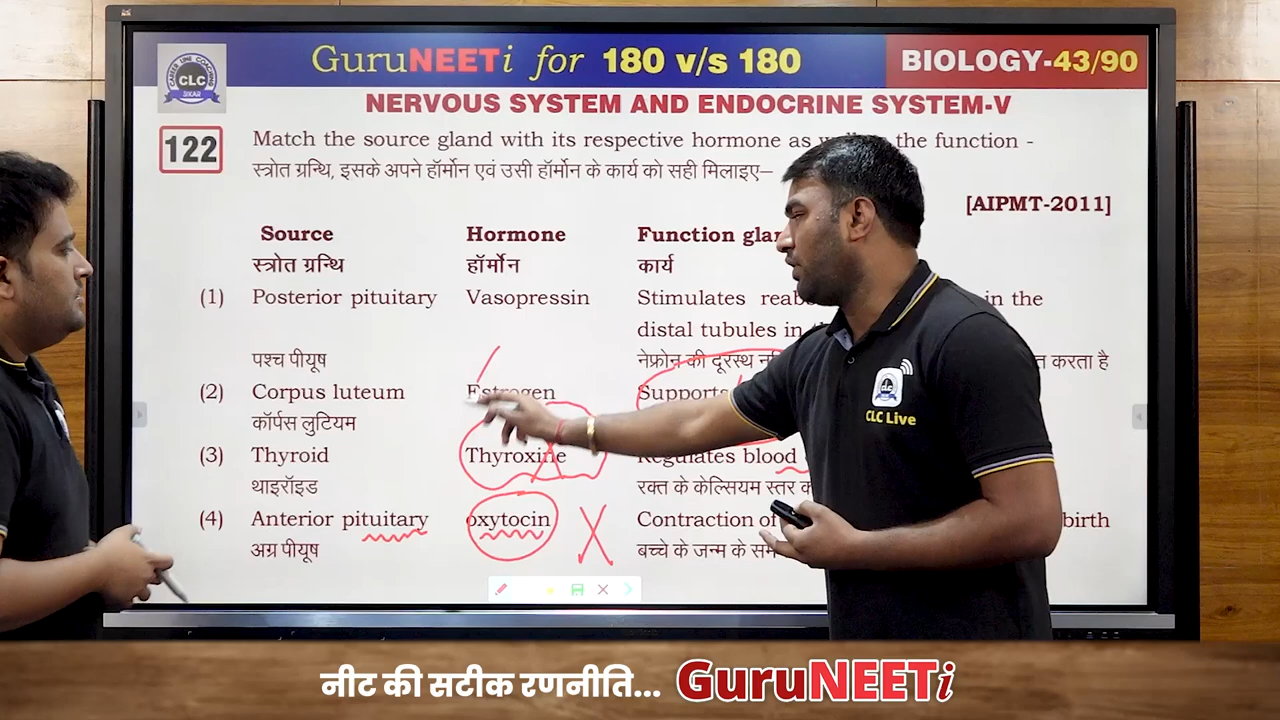 GuruNEETi for 180 v/s 180
BIOLOGY-43/90
CLC
SIKAR
NERVOUS SYSTEM AND ENDOCRINE SYSTEM-V
122
Match the source gland with its respective hormone as the function -
स्त्रोत ग्रन्थि, इसके अपने हॉर्मोन एवं उसी हॉर्मोन के कार्य को सही मिलाइए–
[AIPMT-2011]
Source Hormone Function
स्त्रोत ग्रन्थि हॉर्मोन कार्य
(1) Posterior pituitary Vasopressin Stimulates in the
distal tubules in
पश्च पीयूष नेफ्रोन की दूरस्थ करता है
(2) Corpus luteum Estrogen Supports
कॉर्पस लुटियम
(3) Thyroid Thyroxine Regulates blood
थाइरॉइड रक्त के केल्सियम स्तर
(4) Anterior pituitary oxytocin Contraction of birth
अग्र पीयूष बच्चे के जन्म के
CLC Live
नीट की सटीक रणनीति... GuruNEETi